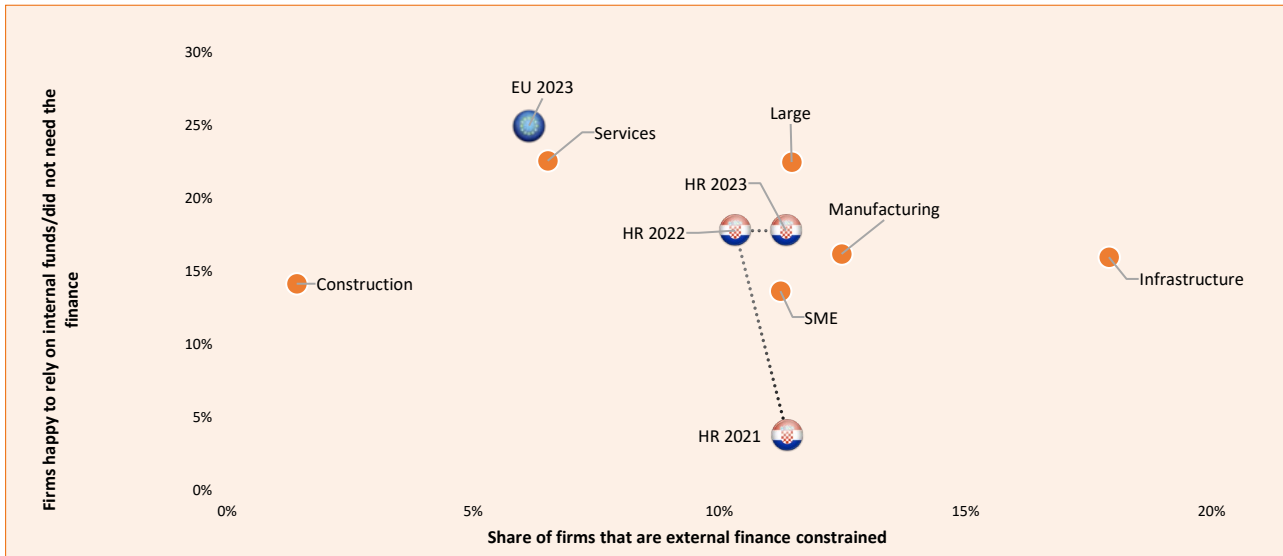 30%
EU 2023
Large
25%
Services
HR 2023
20%
Manufacturing
HR 2022
15%
Construction
Infrastructure
SME
10%
5%
HR 2021
0%
0%
5%
10%
15%
20%
Share of firms that are external finance constrained
Firms happy to rely on internal funds/did not need the
finance